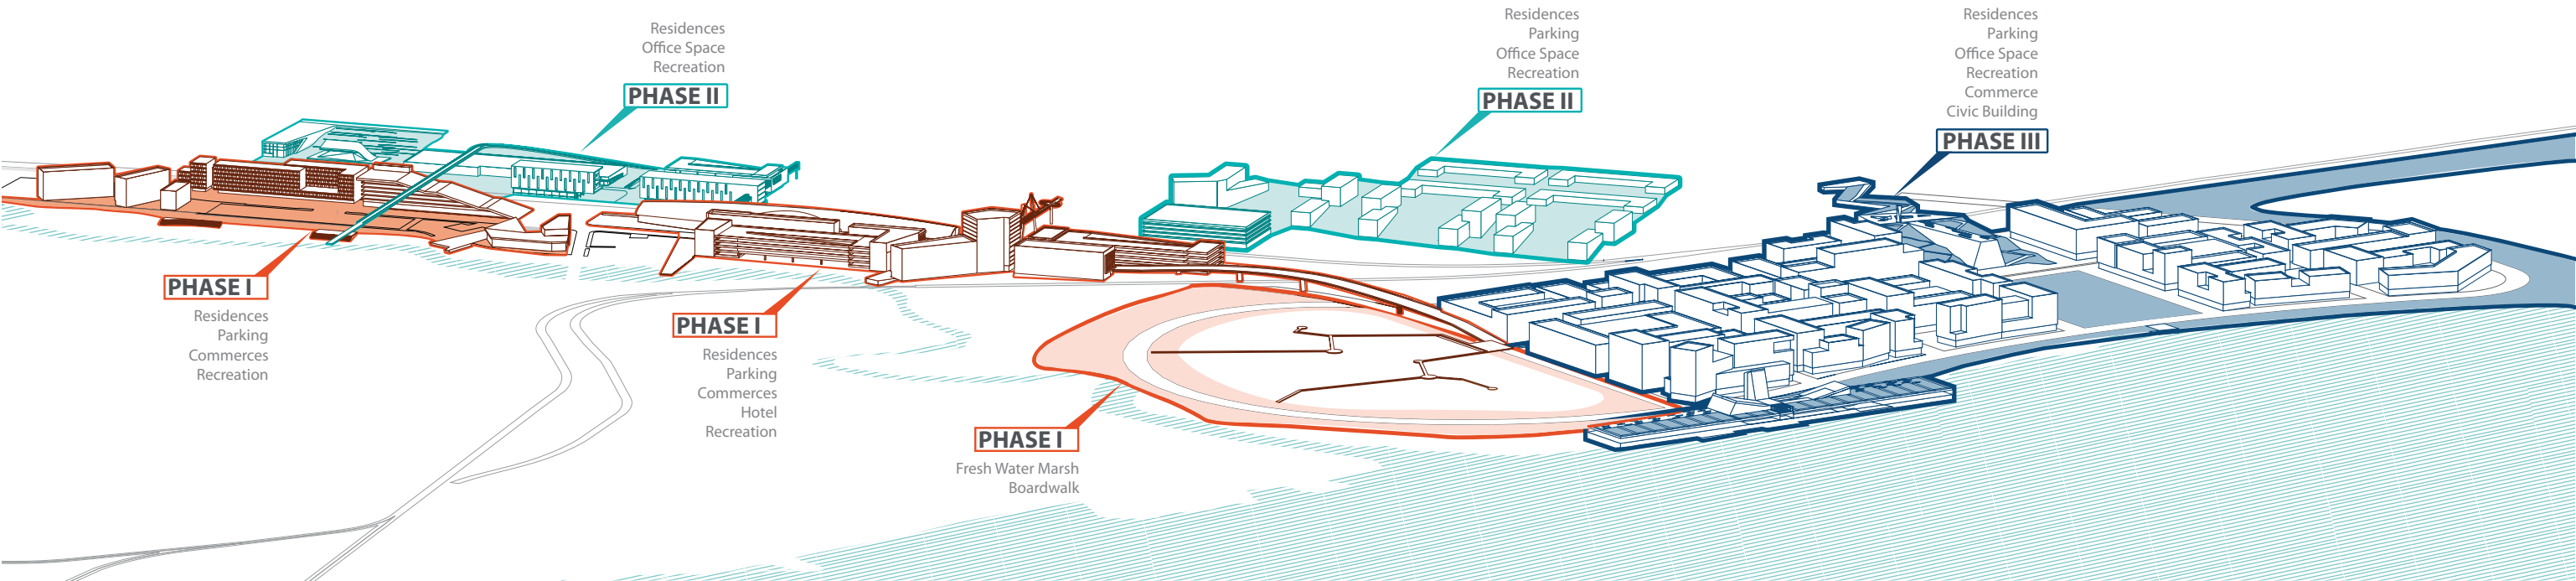 Residences
Office Space
Recreation
PHASE II
Residences
Parking
Office Space
Recreation
PHASE II
Residences
Parking
Office Space
Recreation
Commerce
Civic Building
PHASE III
PHASE I
Residences
Parking
Commerces
Recreation
PHASE I
Residences
Parking
Commerces
Hotel
Recreation
PHASE I
Fresh Water Marsh
Boardwalk